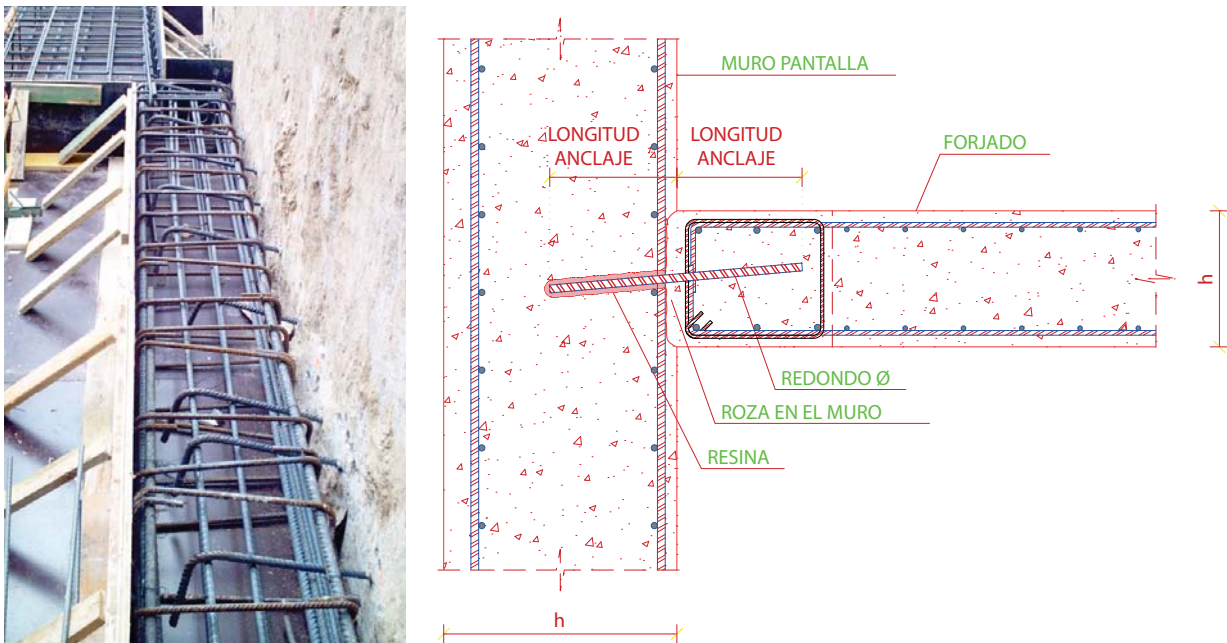 MURO PANTALLA
LONGITUD
ANCLAJE
LONGITUD
ANCLAJE
FORJADO
h
REDONDO Ø
ROZA EN EL MURO
RESINA
h